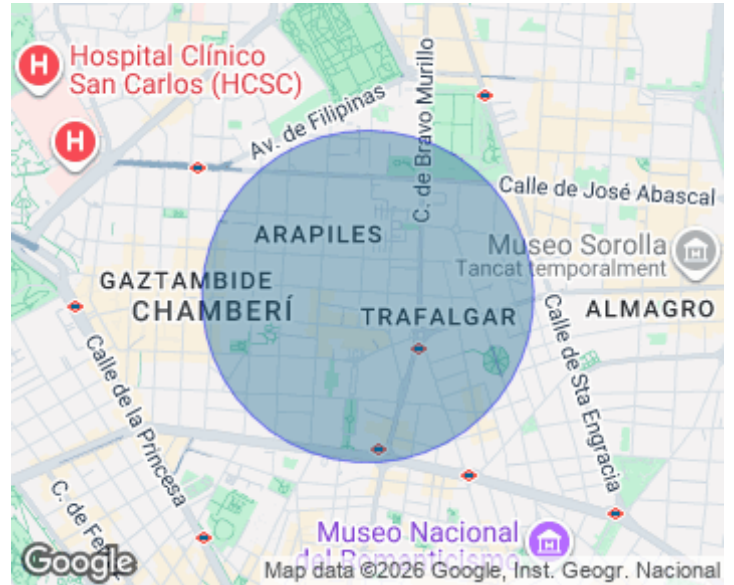 Hospital Clínico
San Carlos (HCSC)
H
H
Av. de Filipinas
C. de Bravo Murillo
Calle de José Abascal
ARAPILES
Museo Sorolla
Tancat temporalment
GAZTAMBIDE
CHAMBERÍ
TRAFALGAR
ALMAGRO
Calle de la Princesa
Calle de Sta Engracia
C. de Fe
Museo Nacional
del Romanticismo
Google
Map data ©2026 Google, Inst. Geogr. Nacional